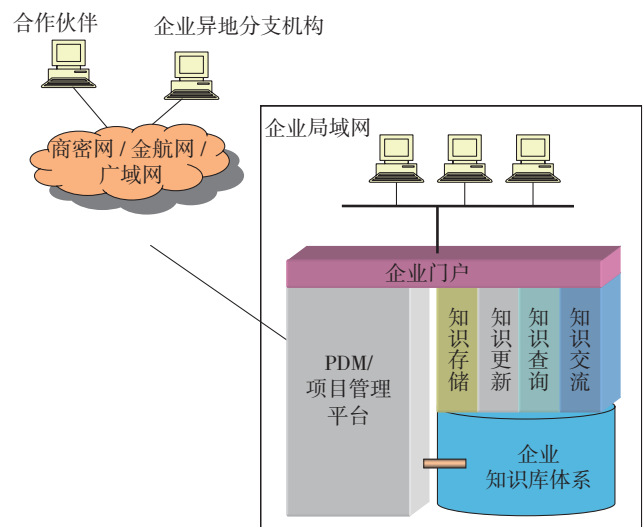 合作伙伴
企业异地分支机构
商密网/金航网/
广域网
企业局域网
企业门户
PDM/
项目管理
平台
知识存储
知识更新
知识查询
知识交流
企业
知识库体系